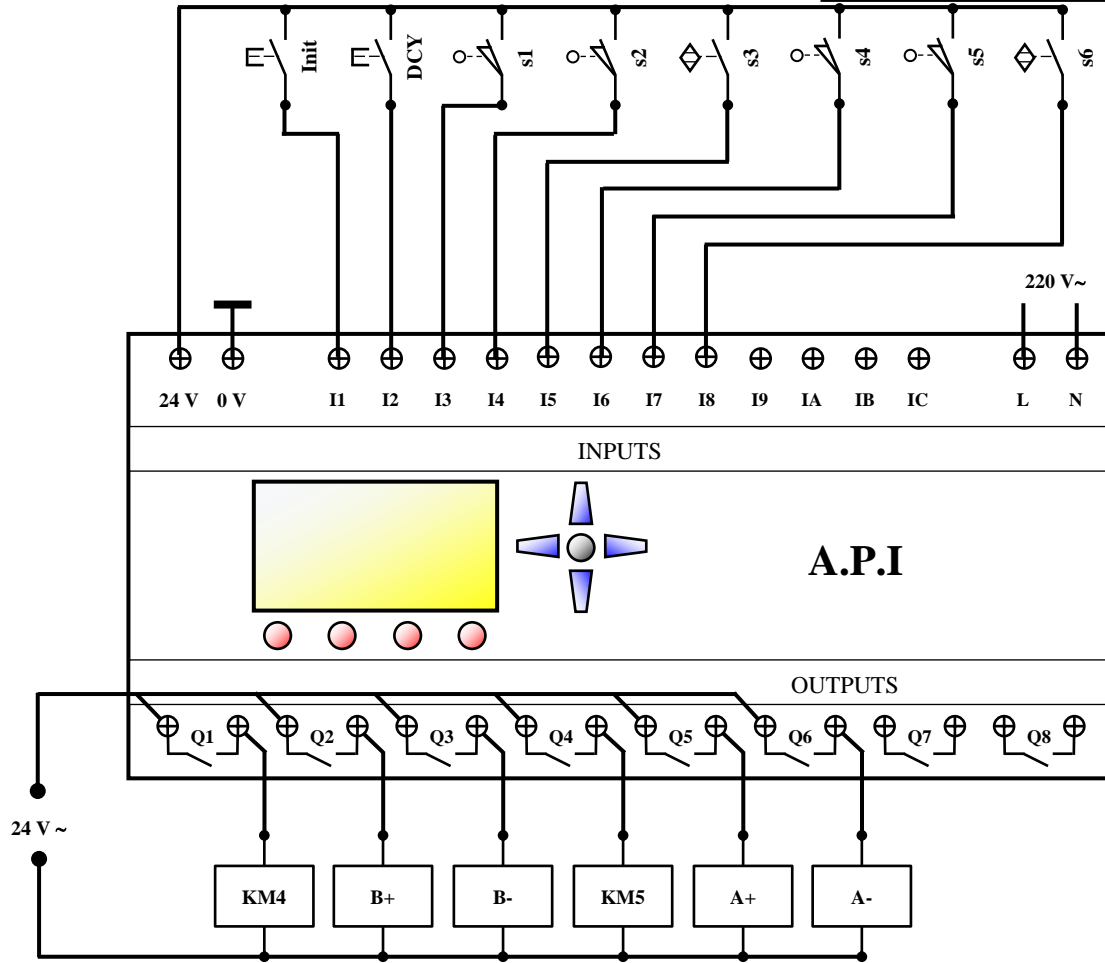 Init DCY s1 s2 s3 s4 s5 s6
220 V~
24 V 0 V I1 I2 I3 I4 I5 I6 I7 I8 I9 IA IB IC L N
INPUTS
A.P.I
OUTPUTS
Q1 Q2 Q3 Q4 Q5 Q6 Q7 Q8
24 V ~
KM4 B+ B- KM5 A+ A-